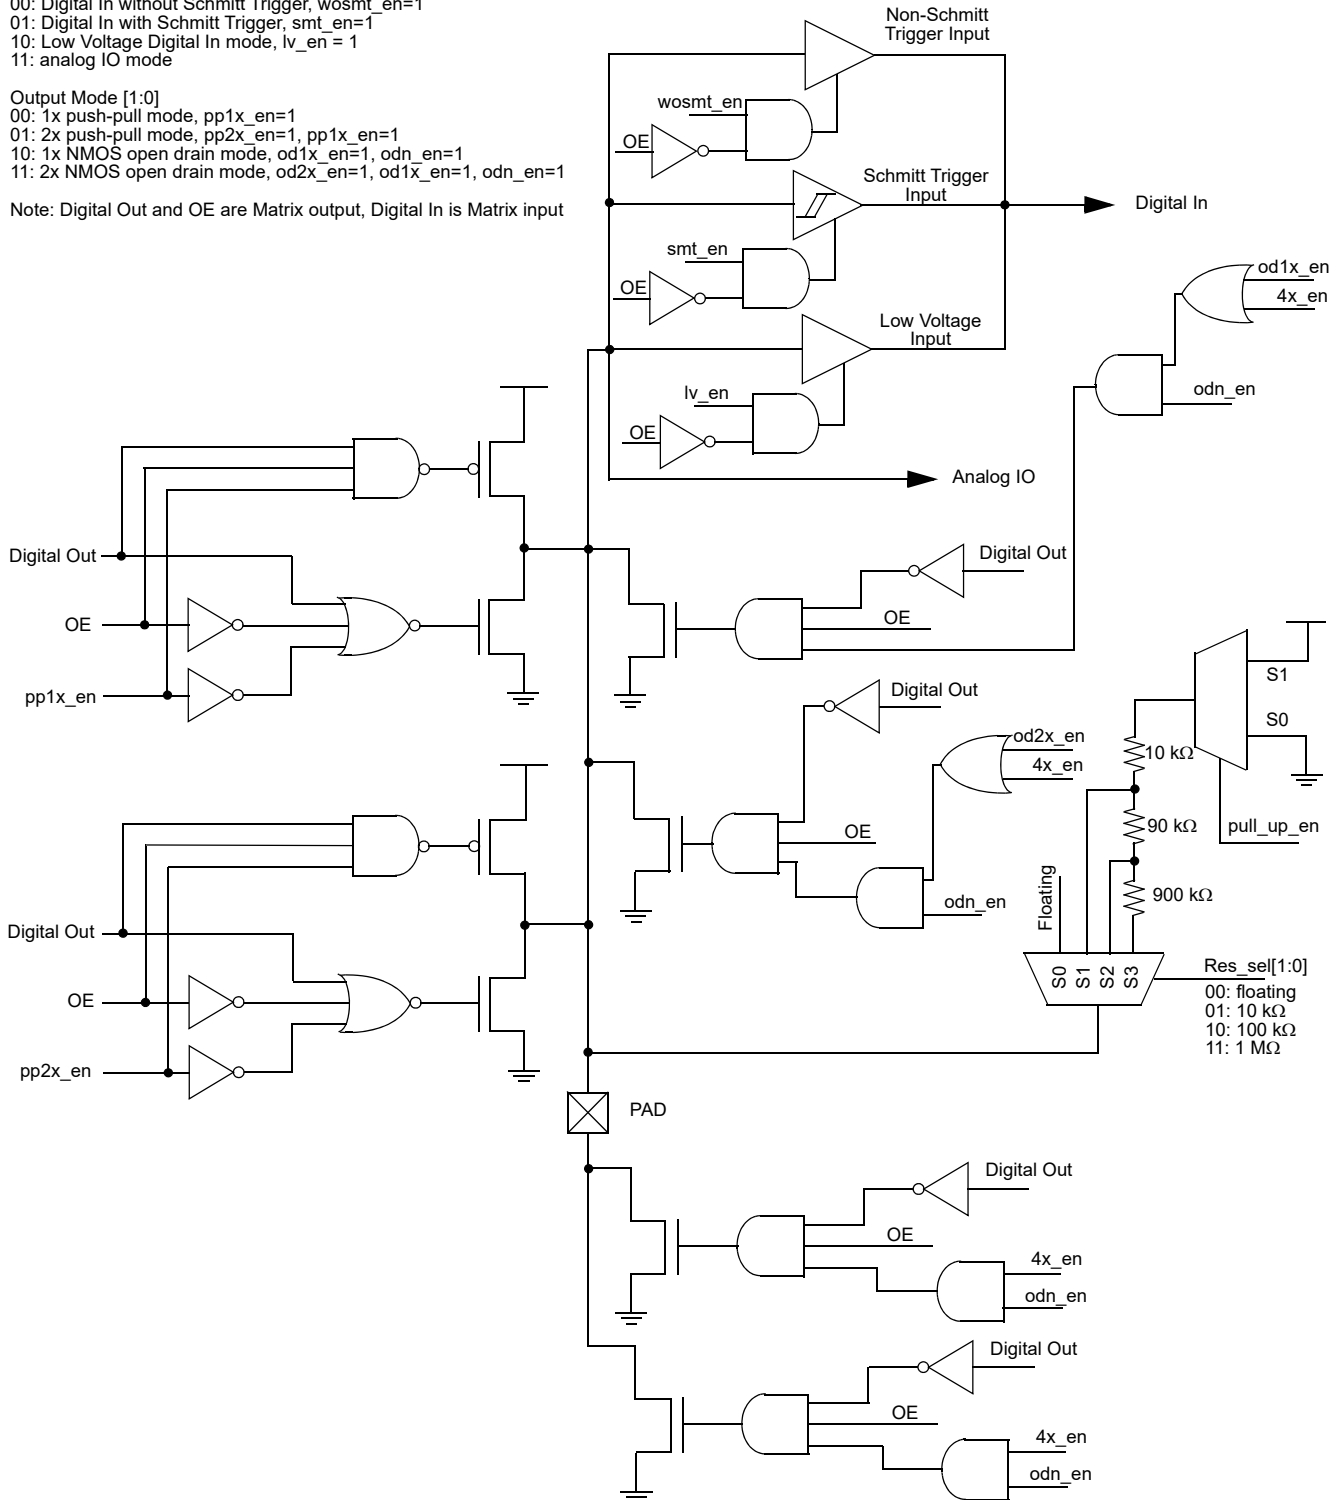 00: Digital In without Schmitt Trigger, wosmt_en=1
01: Digital In with Schmitt Trigger, smt_en=1
10: Low Voltage Digital In mode, lv_en = 1
11: analog IO mode
Output Mode [1:0]
00: 1x push-pull mode, pp1x_en=1
01: 2x push-pull mode, pp2x_en=1, pp1x_en=1
10: 1x NMOS open drain mode, od1x_en=1, odn_en=1
11: 2x NMOS open drain mode, od2x_en=1, od1x_en=1, odn_en=1
Note: Digital Out and OE are Matrix output, Digital In is Matrix input
Non-Schmitt
Trigger Input
wosmt_en
OE
Schmitt Trigger
Input
Digital In
smt_en
OE
Low Voltage
Input
lv_en
OE
Analog IO
od1x_en
4x_en
odn_en
Digital Out
OE
pp1x_en
Digital Out
OE
Digital Out
od2x_en
4x_en
OE
odn_en
S1
S0
pull_up_en
10 kΩ
90 kΩ
900 kΩ
Floating
S0
S1
S2
S3
Res_sel[1:0]
00: floating
01: 10 kΩ
10: 100 kΩ
11: 1 MΩ
Digital Out
OE
pp2x_en
PAD
Digital Out
OE
4x_en
odn_en
Digital Out
OE
4x_en
odn_en